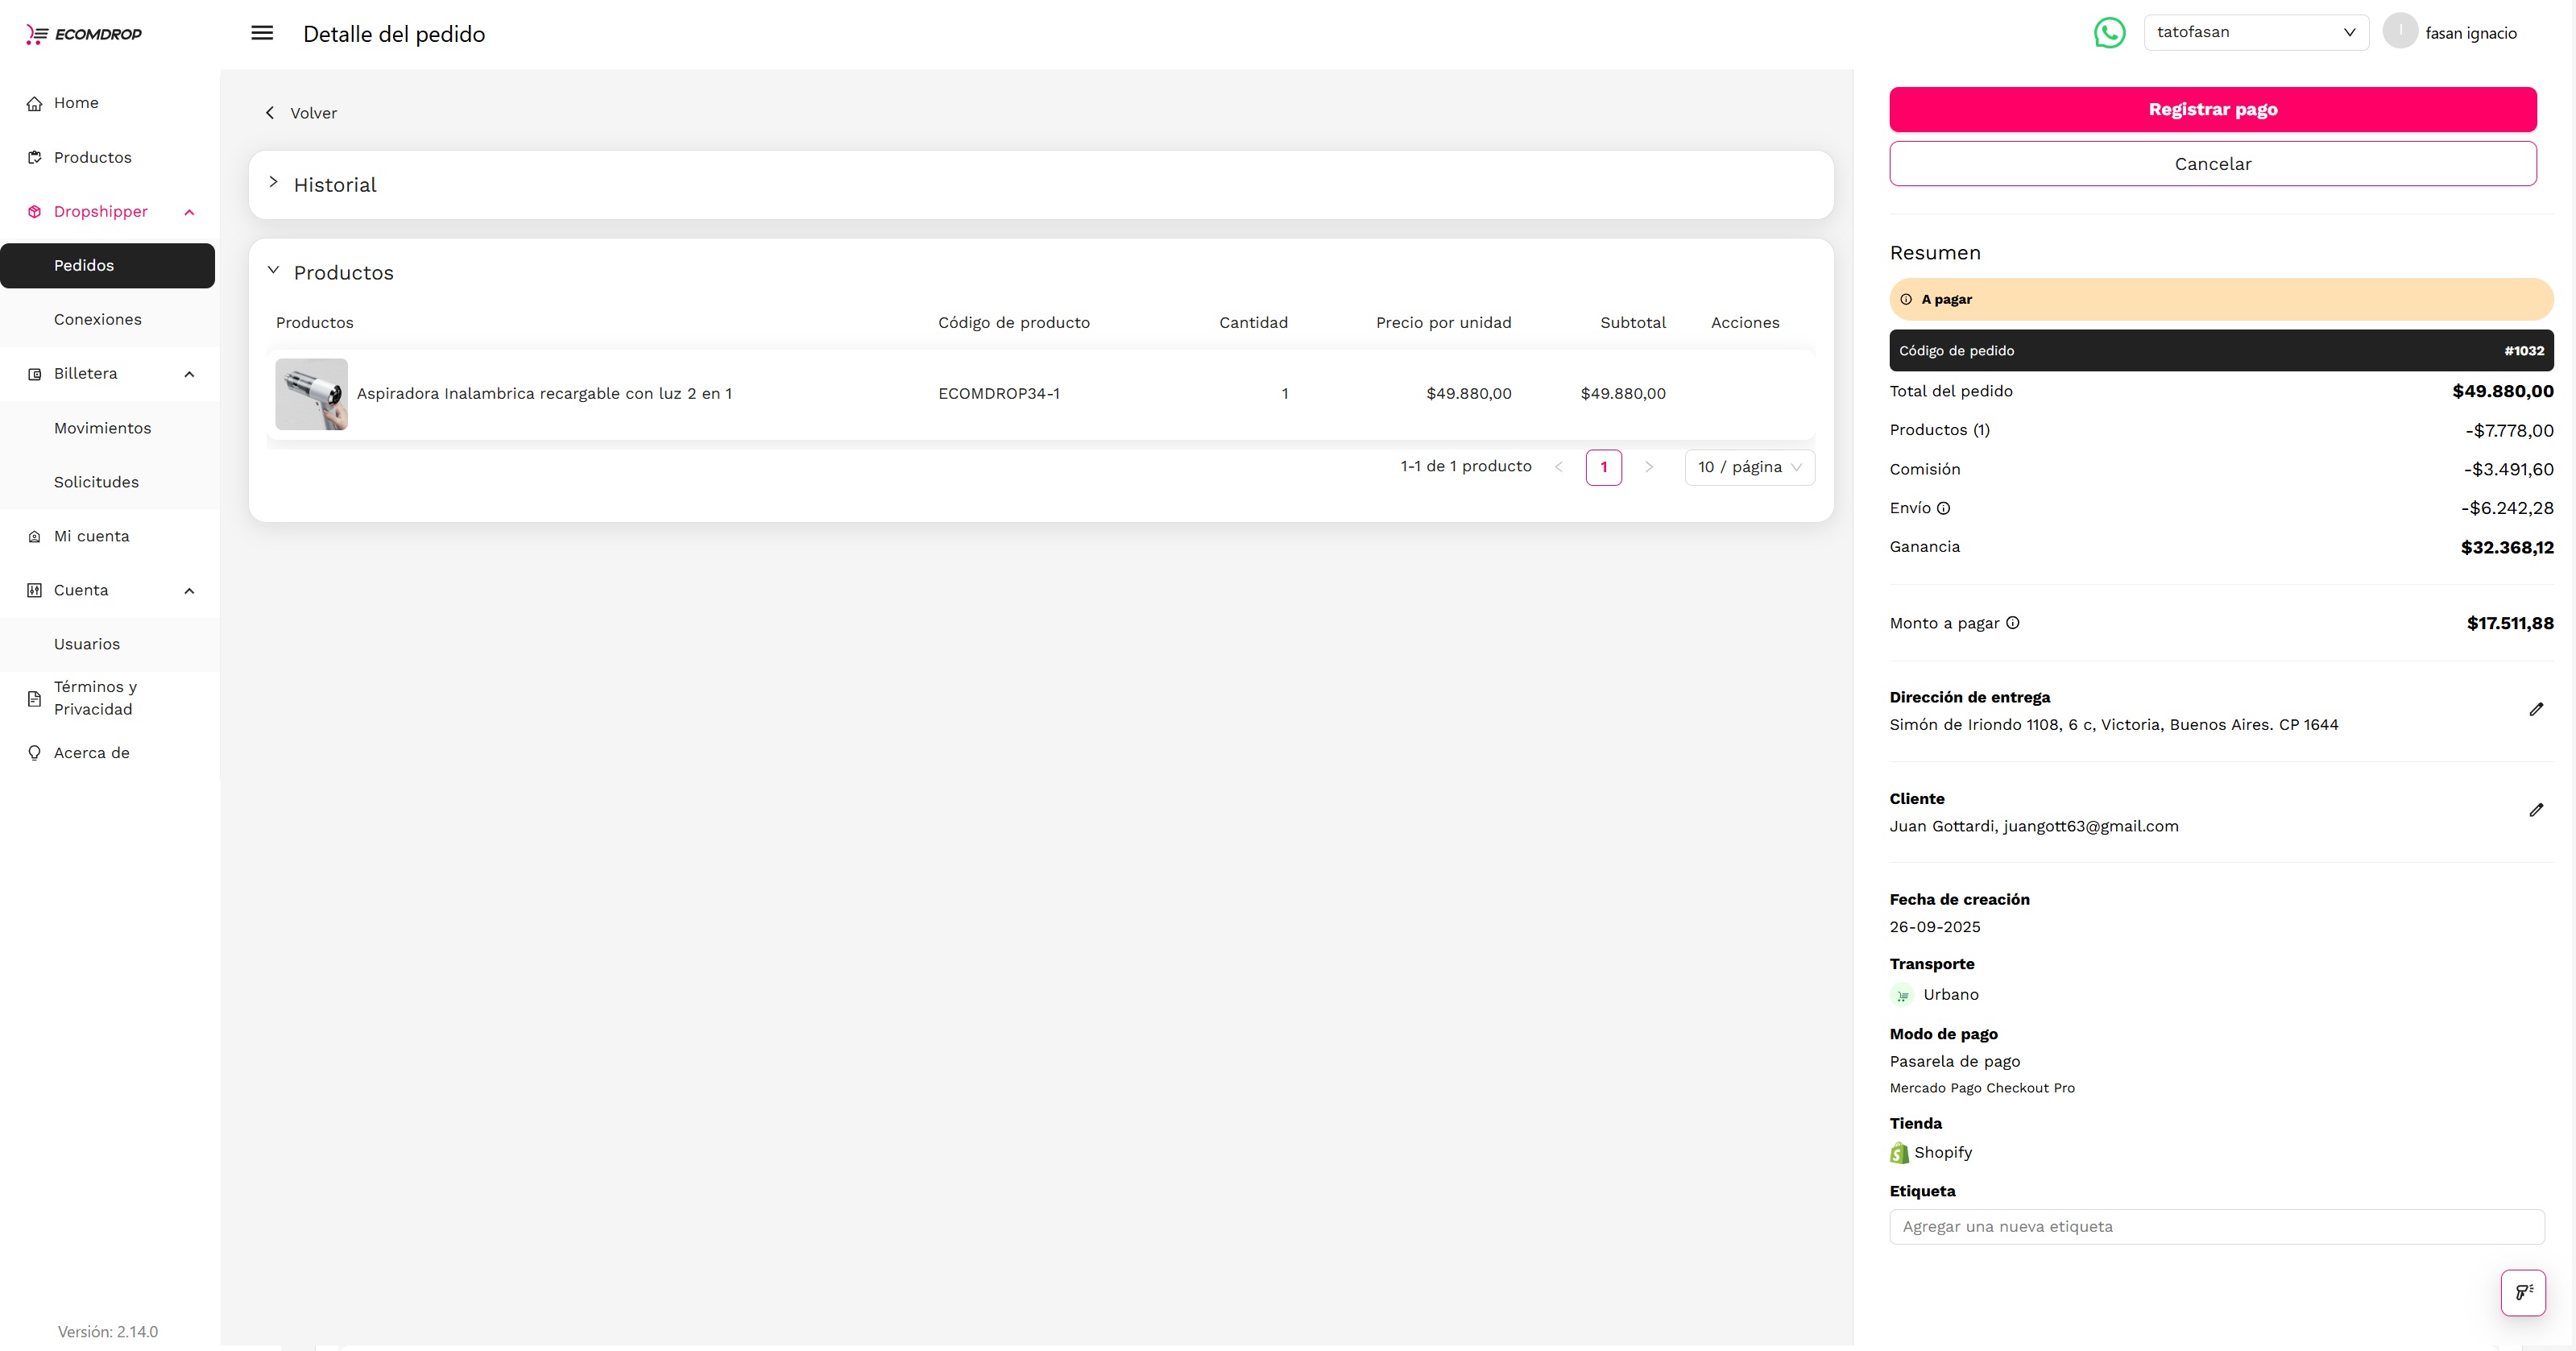 ECOMDROP
Detalle del pedido
tatofasan
I
fasan ignacio
Home
Productos
Dropshipper
Pedidos
Conexiones
Billetera
Movimientos
Solicitudes
Mi cuenta
Cuenta
Usuarios
Términos y
Privacidad
Acerca de
Versión: 2.14.0
Volver
Historial
Productos
Productos Código de producto Cantidad Precio por unidad Subtotal Acciones
Aspiradora Inalambrica recargable con luz 2 en 1 ECOMDROP34-1 1 $49.880,00 $49.880,00
1-1 de 1 producto 1 10 / página
Registrar pago
Cancelar
Resumen
A pagar
Código de pedido #1032
Total del pedido $49.880,00
Productos (1) -$7.778,00
Comisión -$3.491,60
Envío -$6.242,28
Ganancia $32.368,12
Monto a pagar $17.511,88
Dirección de entrega
Simón de Iriondo 1108, 6 c, Victoria, Buenos Aires. CP 1644
Cliente
Juan Gottardi, juangott63@gmail.com
Fecha de creación
26-09-2025
Transporte
Urbano
Modo de pago
Pasarela de pago
Mercado Pago Checkout Pro
Tienda
Shopify
Etiqueta
Agregar una nueva etiqueta